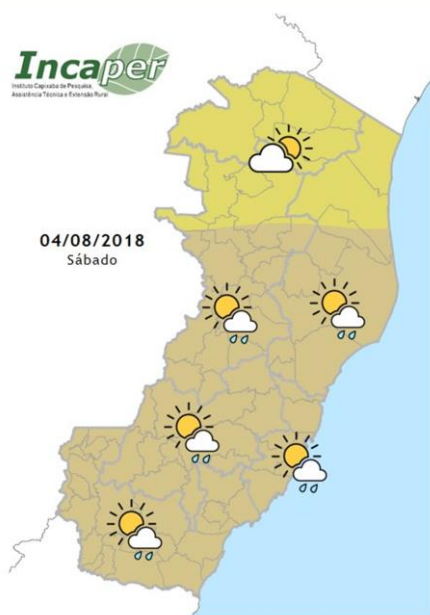 Incaper
Instituto Capixaba de Pesquisa,
Assistência Técnica e Extensão Rural
04/08/2018
Sábado